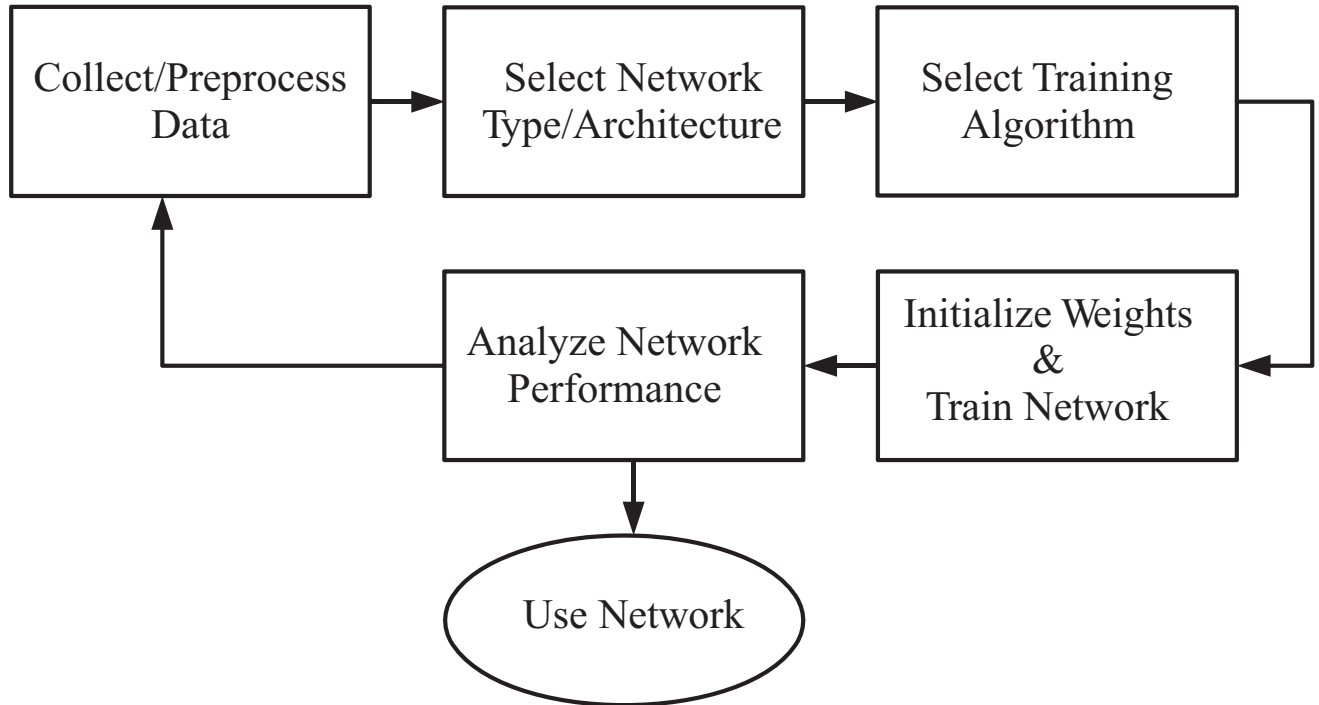 Collect/Preprocess
Data
Select Network
Type/Architecture
Select Training
Algorithm
Initialize Weights
&
Train Network
Analyze Network
Performance
Use Network